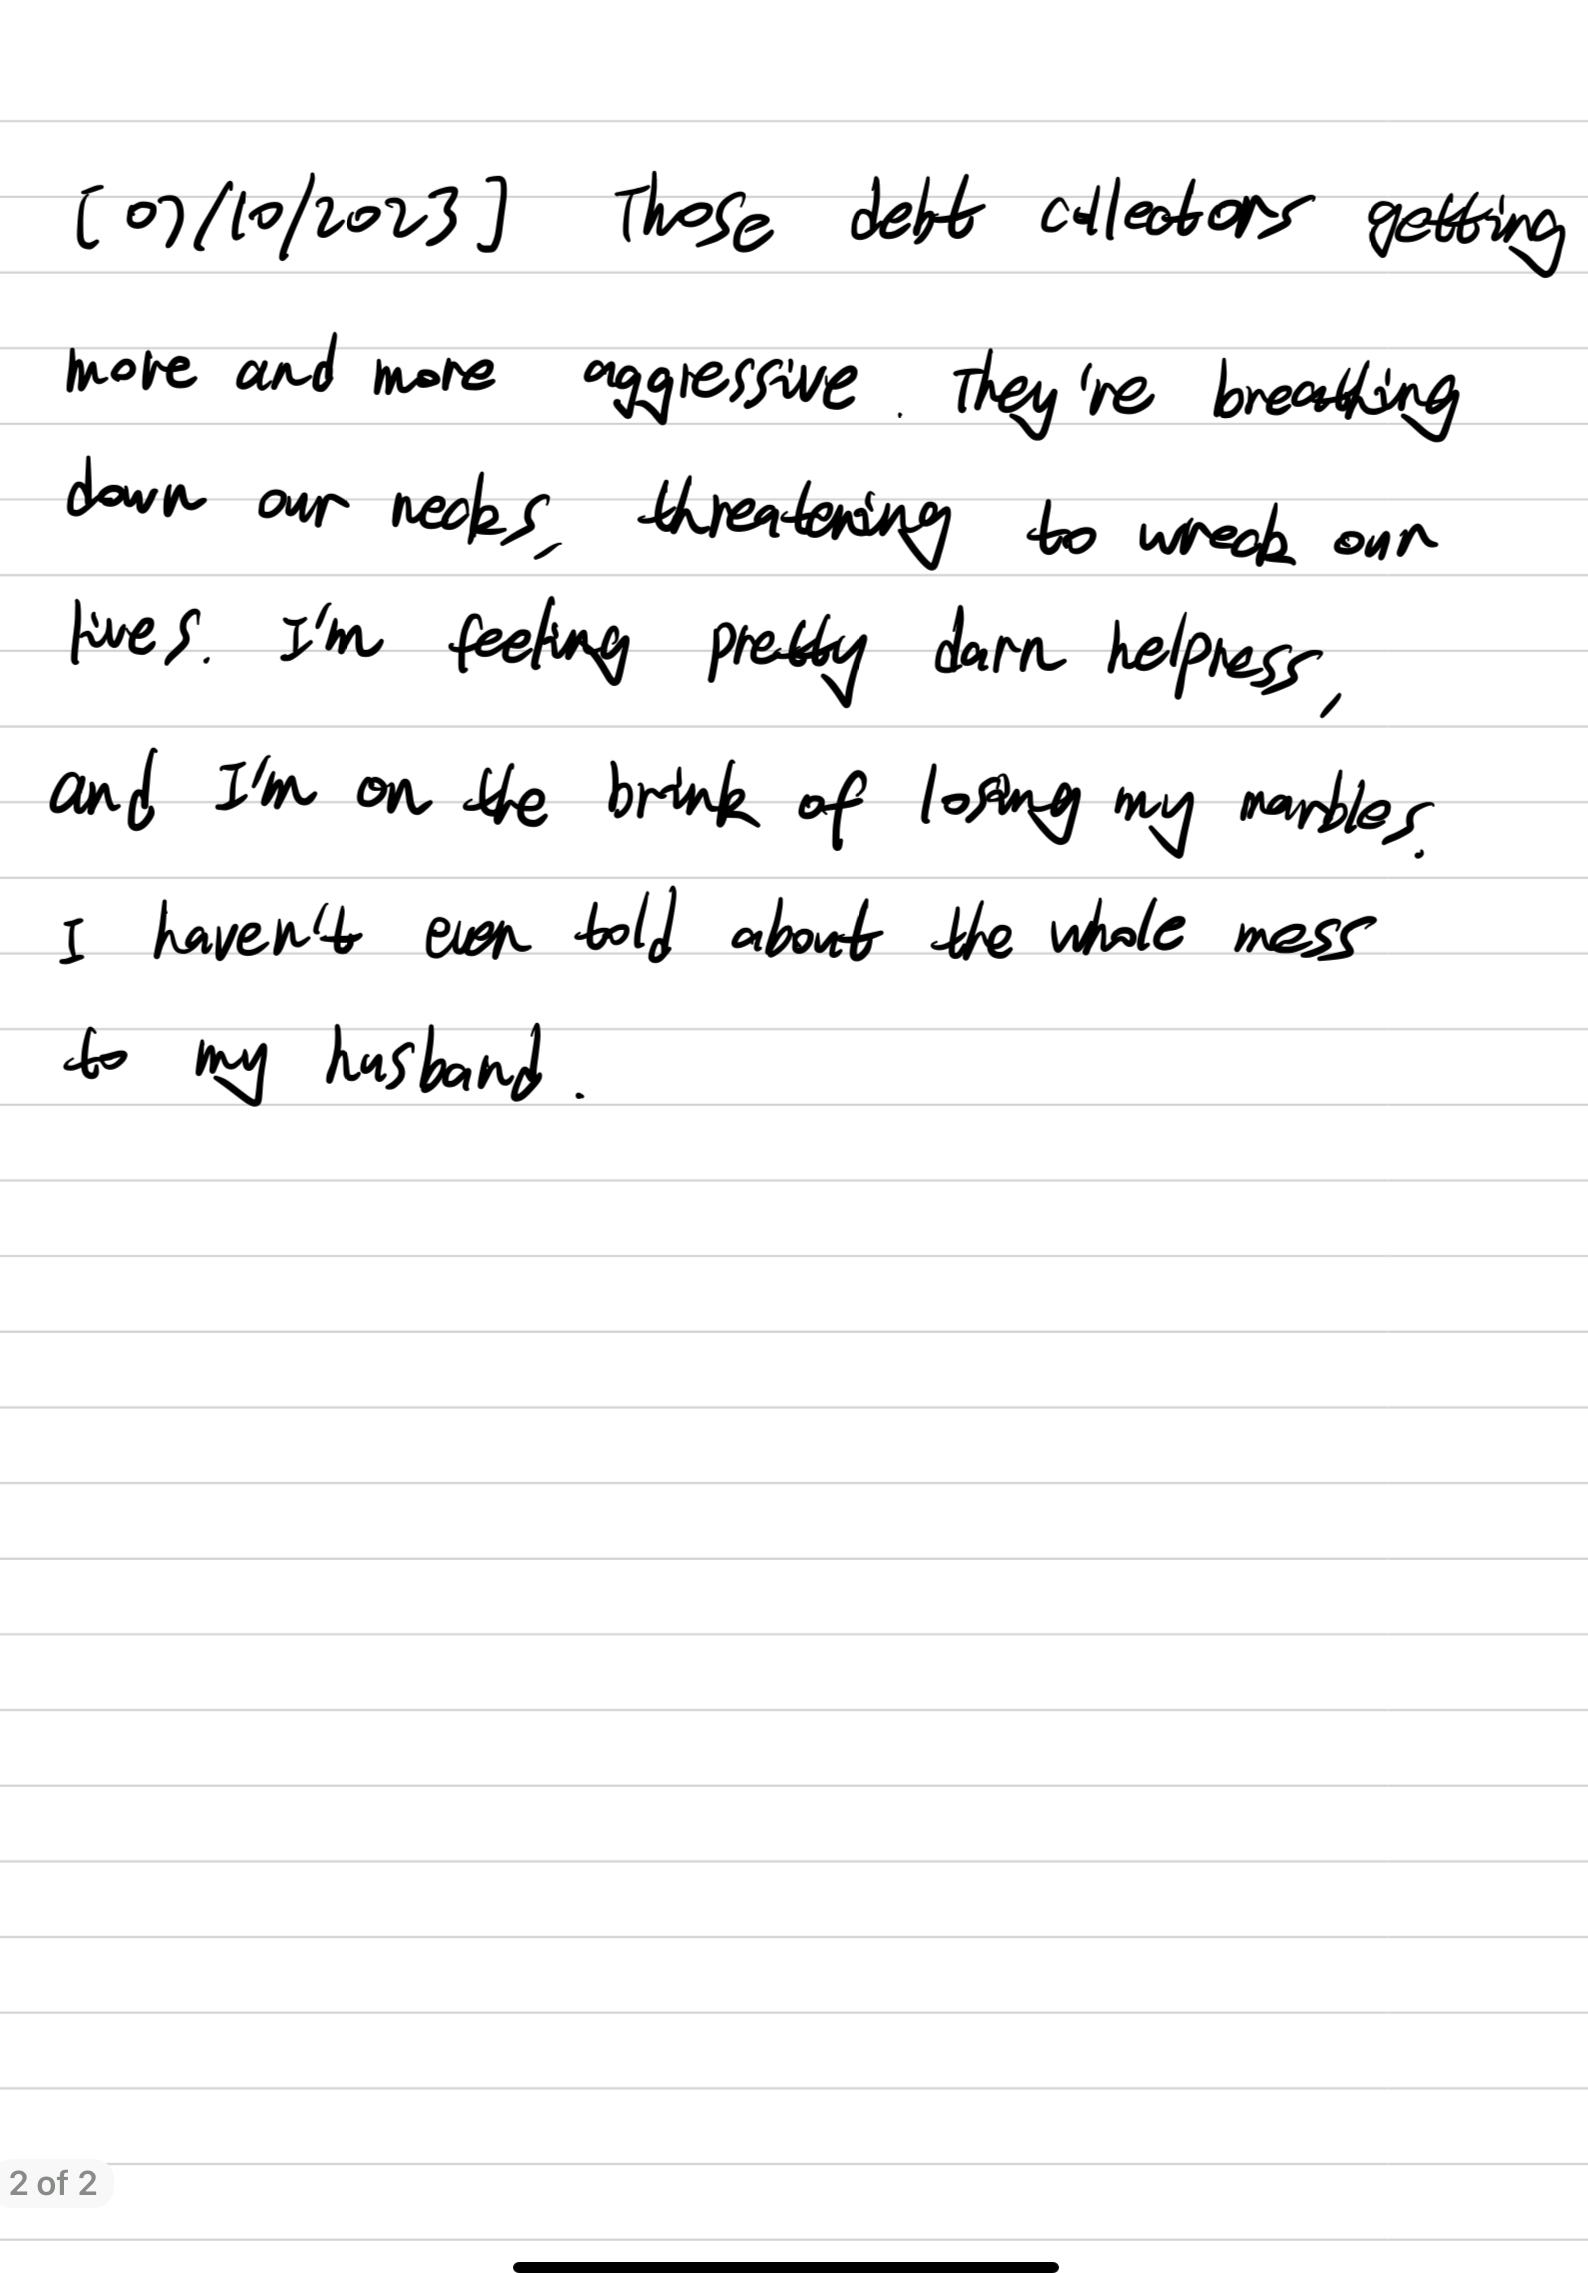 [07/10/2023] Those debt collectors getting
more and more aggressive. They're breathing
down our necks, threatening to wreck our
lives. I'm feeling pretty darn helpress,
and I'm on the brink of losing my marbles.
I haven't even told about the whole mess
to my husband.
2 of 2